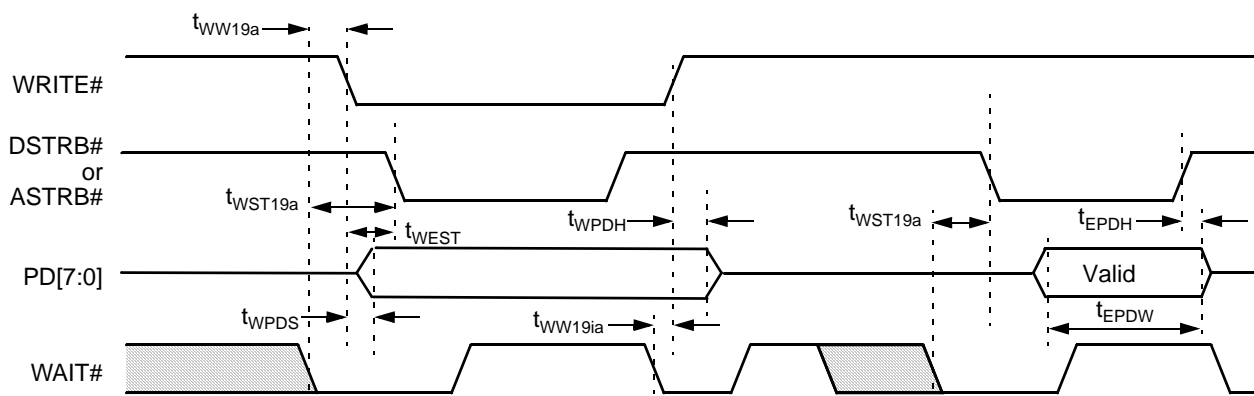 tWW19a
WRITE#
DSTRB#
or
ASTRB#
tWST19a
tWEST
tWPDH
tWST19a
tEPDH
PD[7:0]
Valid
tWPDS
tWW19ia
tEPDW
WAIT#